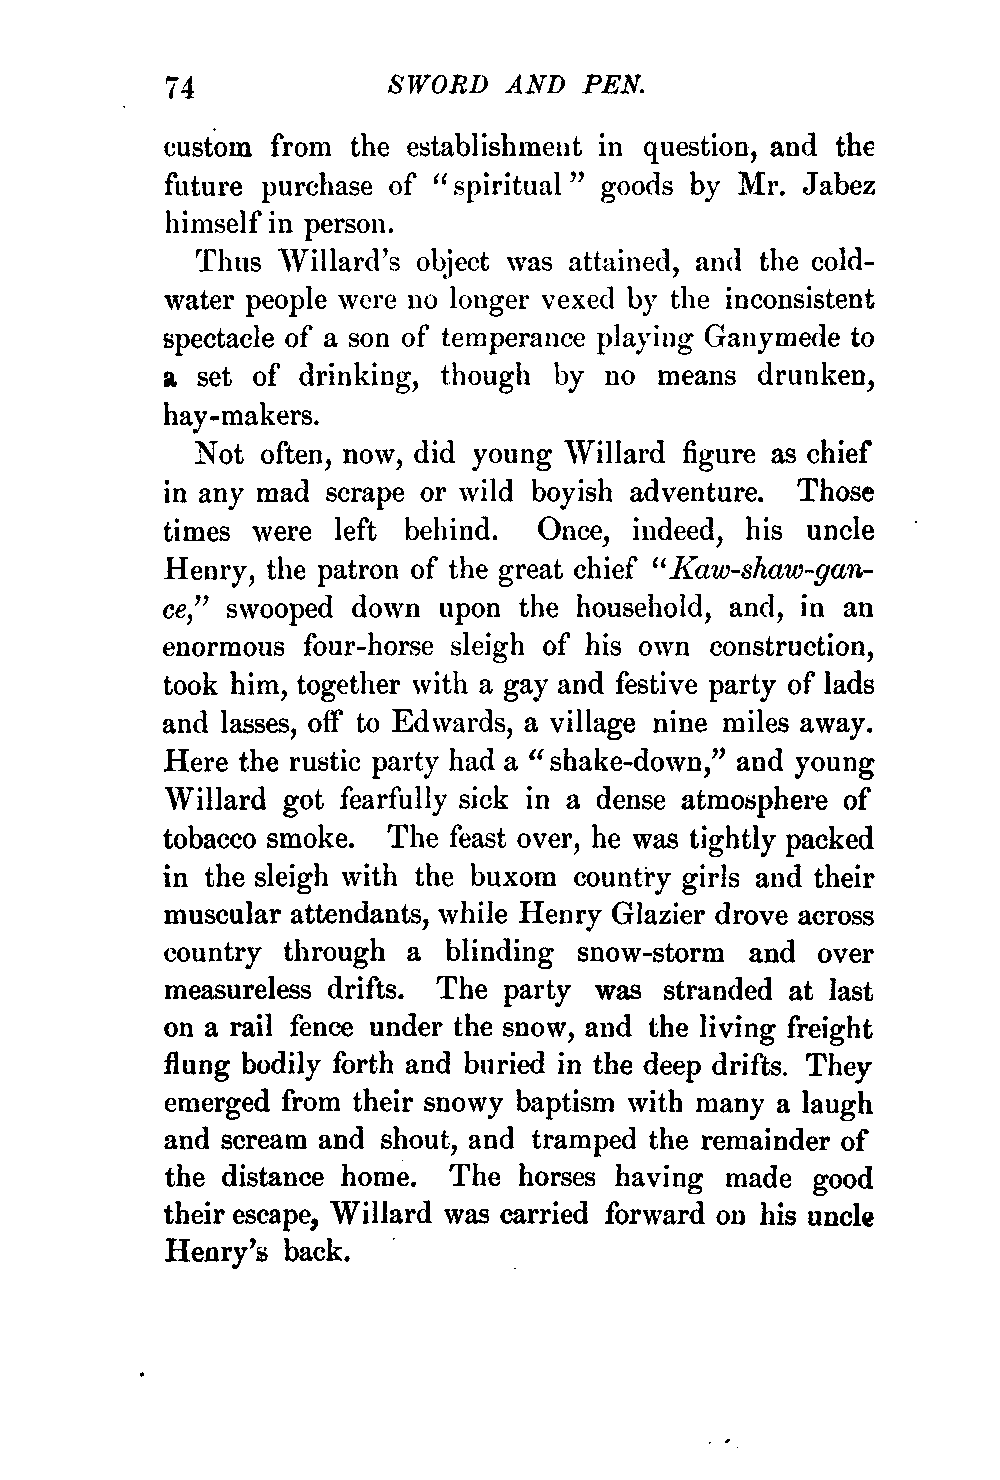 74 SWORD AND PEN.
custom from the establishment in question, and the
future purchase of “spiritual” goods by Mr. Jabez
himself in person.
Thus Willard’s object was attained, and the cold-
water people were no longer vexed by the inconsistent
spectacle of a son of temperance playing Ganymede to
a set of drinking, though by no means drunken,
hay-makers.
Not often, now, did young Willard figure as chief
in any mad scrape or wild boyish adventure. Those
times were left behind. Once, indeed, his uncle
Henry, the patron of the great chief “Kaw-shaw-gan-
ce,” swooped down upon the household, and, in an
enormous four-horse sleigh of his own construction,
took him, together with a gay and festive party of lads
and lasses, off to Edwards, a village nine miles away.
Here the rustic party had a “shake-down,” and young
Willard got fearfully sick in a dense atmosphere of
tobacco smoke. The feast over, he was tightly packed
in the sleigh with the buxom country girls and their
muscular attendants, while Henry Glazier drove across
country through a blinding snow-storm and over
measureless drifts. The party was stranded at last
on a rail fence under the snow, and the living freight
flung bodily forth and buried in the deep drifts. They
emerged from their snowy baptism with many a laugh
and scream and shout, and tramped the remainder of
the distance home. The horses having made good
their escape, Willard was carried forward on his uncle
Henry’s back.